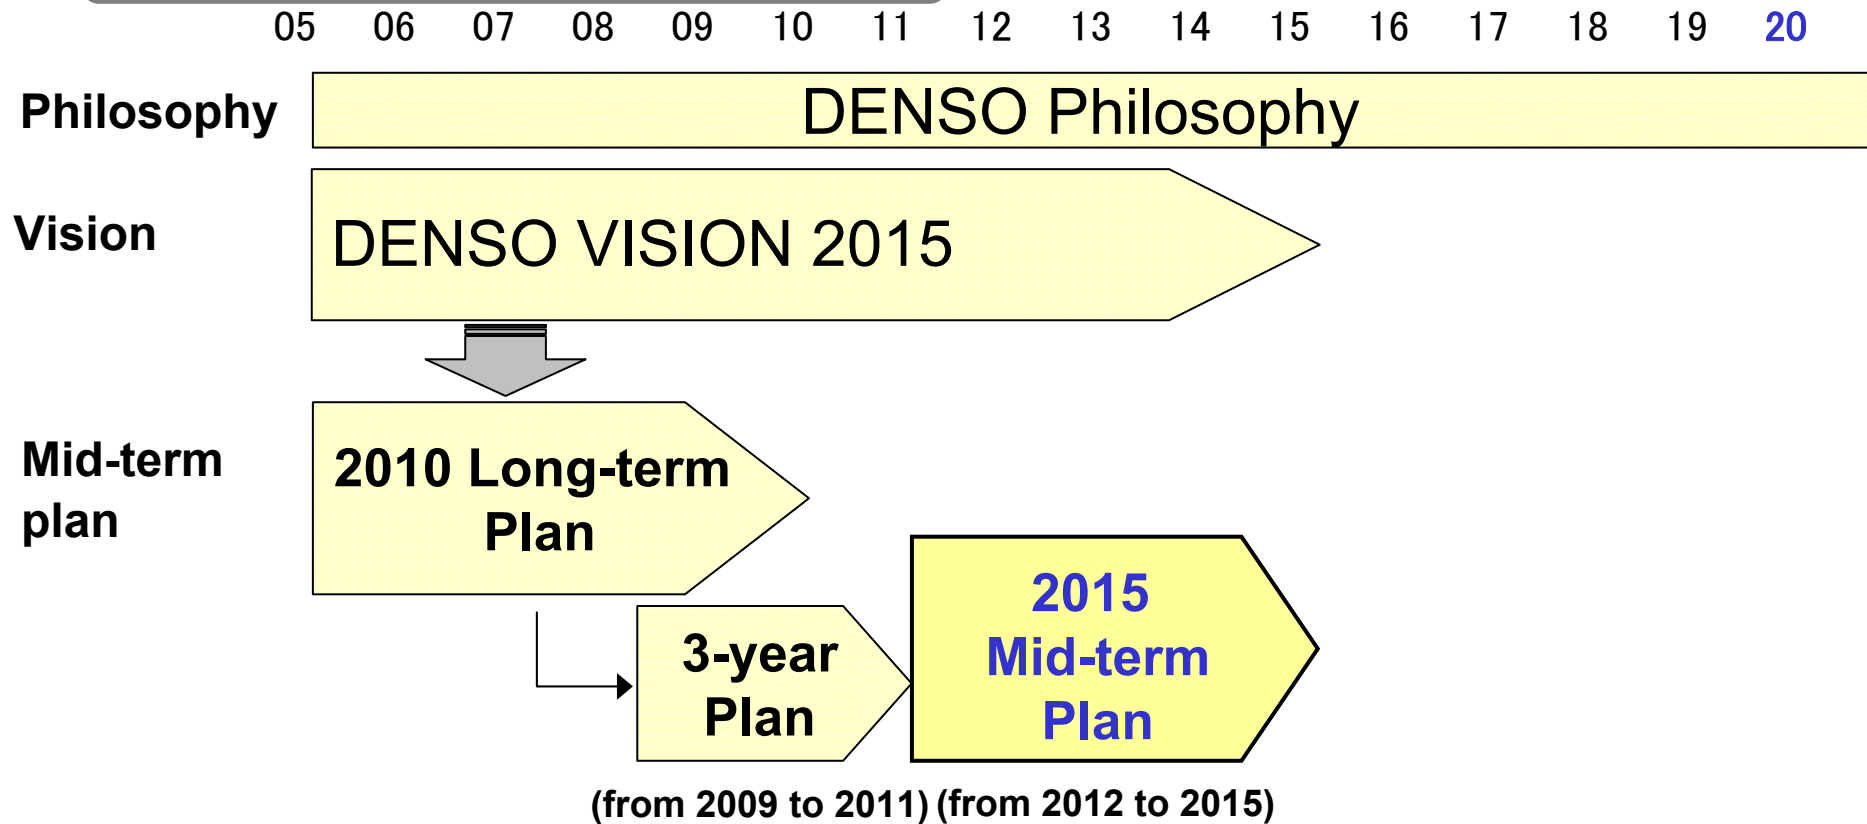 05 06 07 08 09 10 11 12 13 14 15 16 17 18 19 20
Philosophy
DENSO Philosophy
Vision
DENSO VISION 2015
Mid-term
plan
2010 Long-term
Plan
3-year
Plan
2015
Mid-term
Plan
(from 2009 to 2011) (from 2012 to 2015)